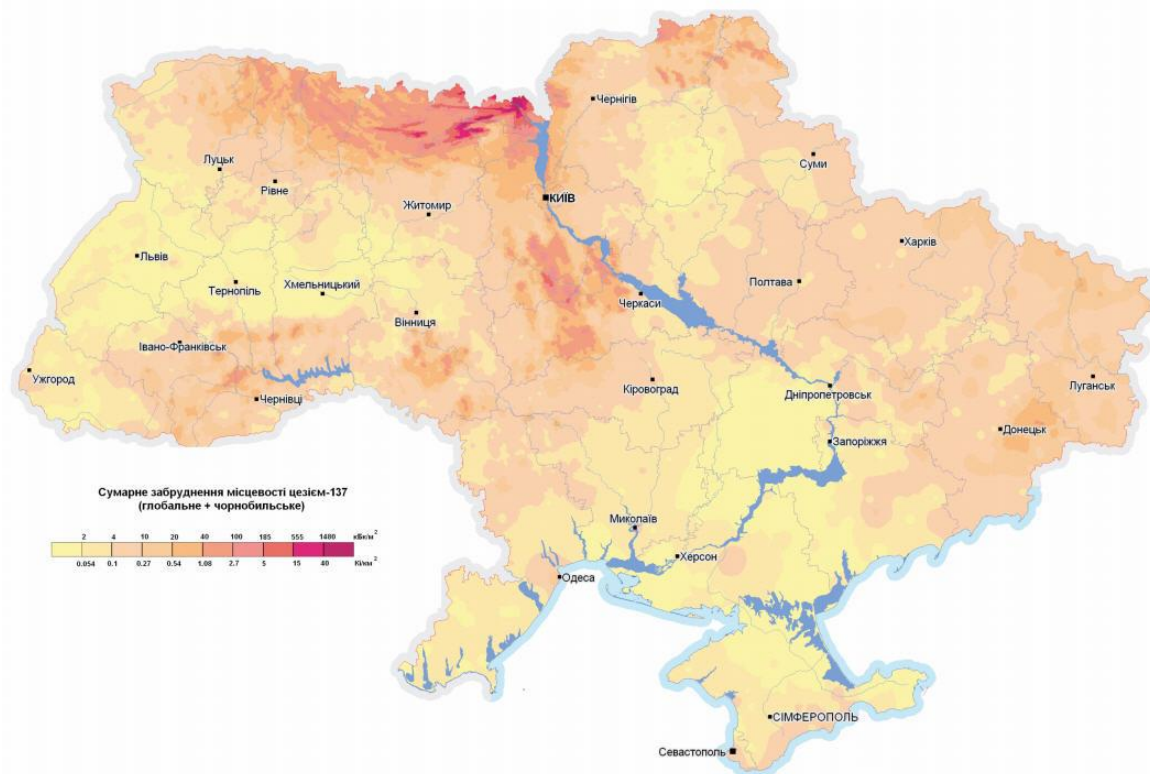 Чернігів
Суми
Луцьк
Рівне
КИЇВ
Житомир
Харків
Львів
Тернопіль
Хмельницький
Полтава
Черкаси
Вінниця
Івано-Франківськ
Ужгород
Кіровоград
Дніпропетровськ
Луганськ
Чернівці
Донецьк
Запоріжжя
Сумарне забруднення місцевості цезієм-137
(глобальне + чорнобильське)
2 4 10 20 40 100 185 555 1480 кБк/м²
0.054 0.1 0.27 0.54 1.08 2.7 5 15 40 Кі/км²
Миколаїв
Херсон
Одеса
СІМФЕРОПОЛЬ
Севастополь